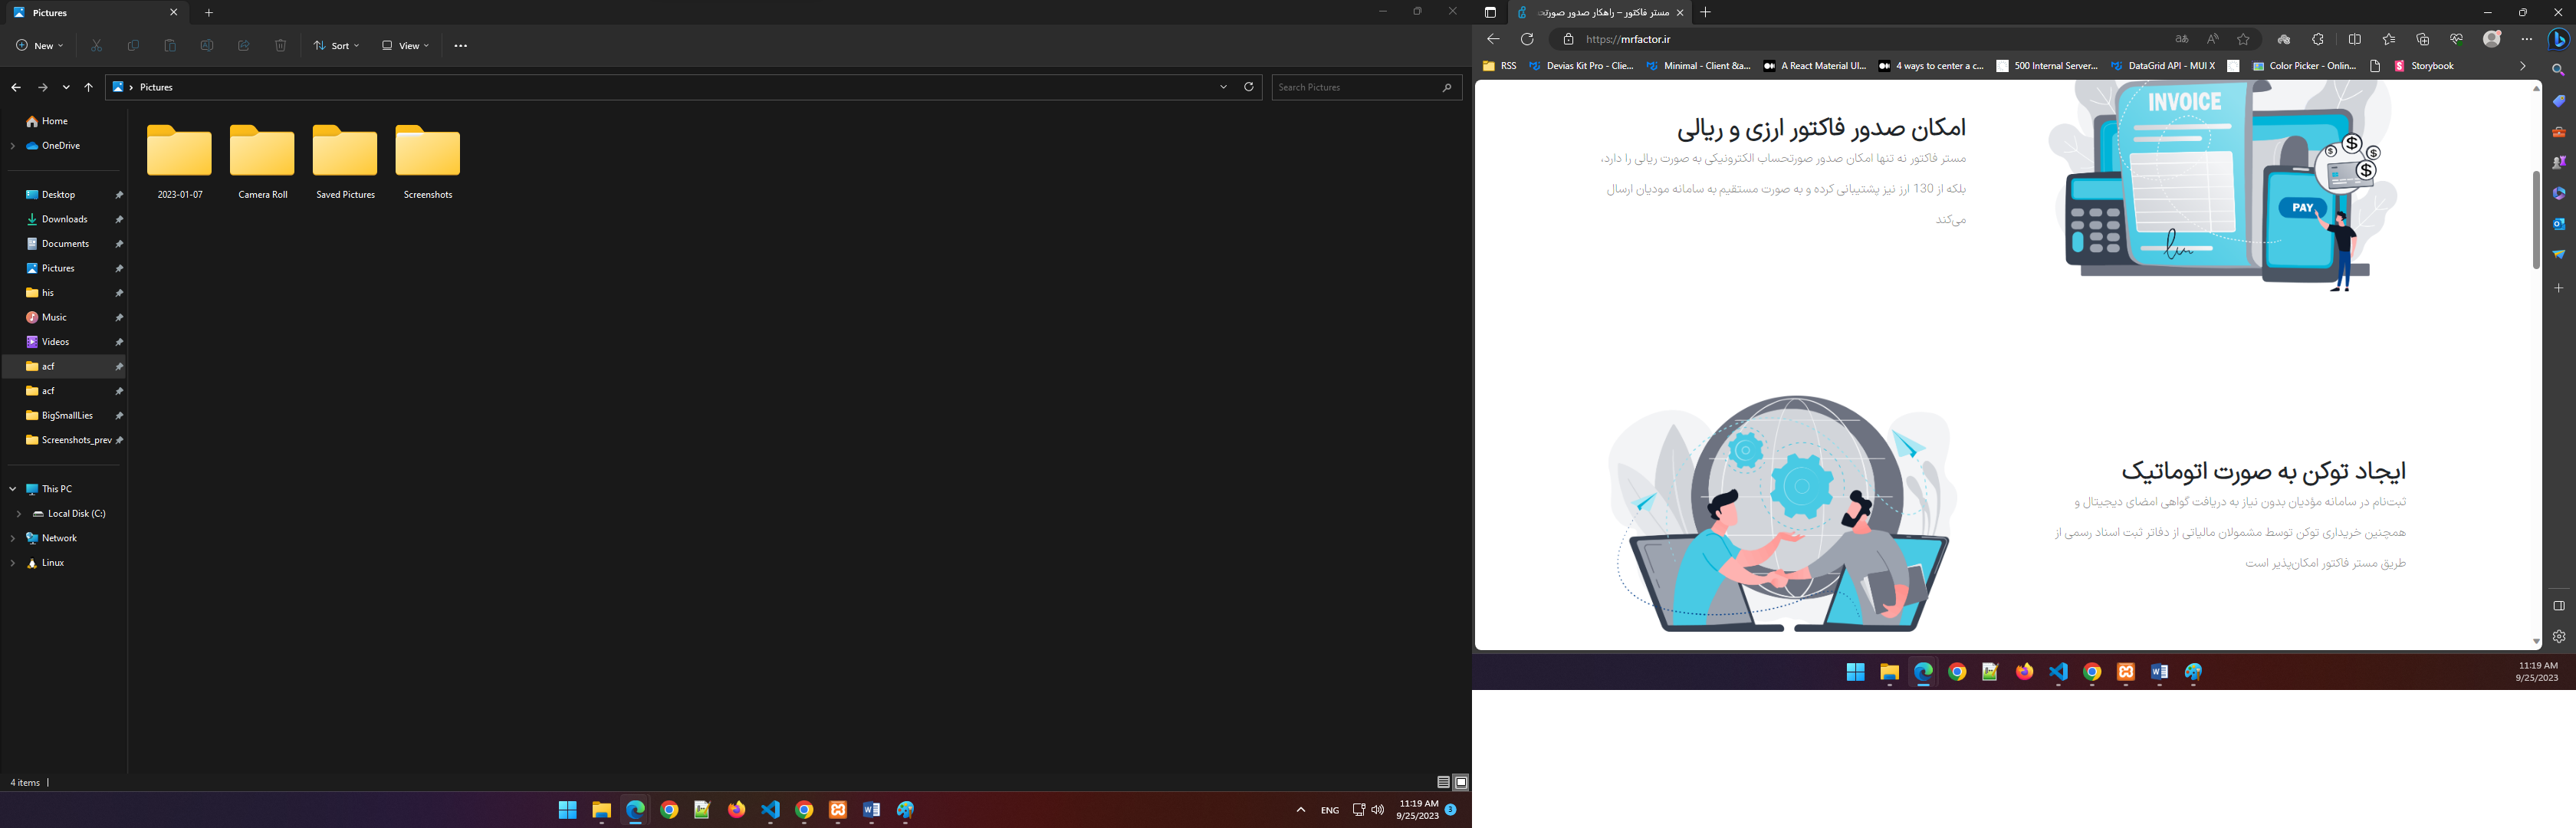 Pictures
New
Sort
View
Pictures
Search Pictures
Home
OneDrive
Desktop
Downloads
Documents
Pictures
his
Music
Videos
acf
acf
BigSmallLies
Screenshots_prev
This PC
Local Disk (C:)
Network
Linux
2023-01-07
Camera Roll
Saved Pictures
Screenshots
4 items
ENG
11:19 AM
9/25/2023
3
مستر فاکتور – راهکار صدور صورتح
https://mrfactor.ir
RSS
Devias Kit Pro - Clie...
Minimal - Client &a...
A React Material UI...
4 ways to center a c...
500 Internal Server...
DataGrid API - MUI X
Color Picker - Onlin...
Storybook
INVOICE
PAY
امکان صدور فاکتور ارزی و ریالی
مستر فاکتور نه تنها امکان صدور صورتحساب الکترونیکی به صورت ریالی را دارد،
بلکه از 130 ارز نیز پشتیبانی کرده و به صورت مستقیم به سامانه مودیان ارسال
می‌کند
ایجاد توکن به صورت اتوماتیک
ثبت‌نام در سامانه مؤدیان بدون نیاز به دریافت گواهی امضای دیجیتال و
همچنین خریداری توکن توسط مشمولان مالیاتی از دفاتر ثبت اسناد رسمی از
طریق مستر فاکتور امکان‌پذیر است
11:19 AM
9/25/2023